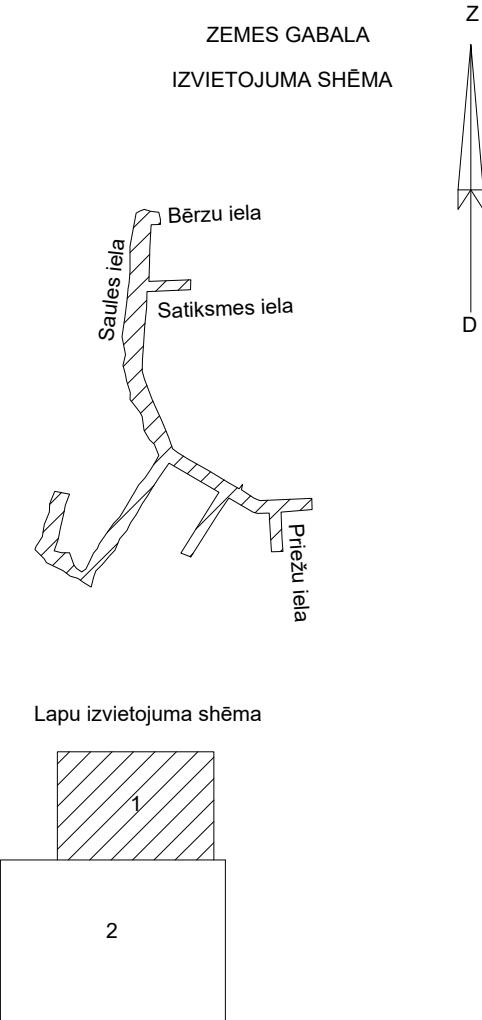 ZEMES GABALA
IZVIETOJUMA SHĒMA
Z
D
Bērzu iela
Saules iela
Satiksmes iela
Priežu iela
Lapu izvietojuma shēma
1
2